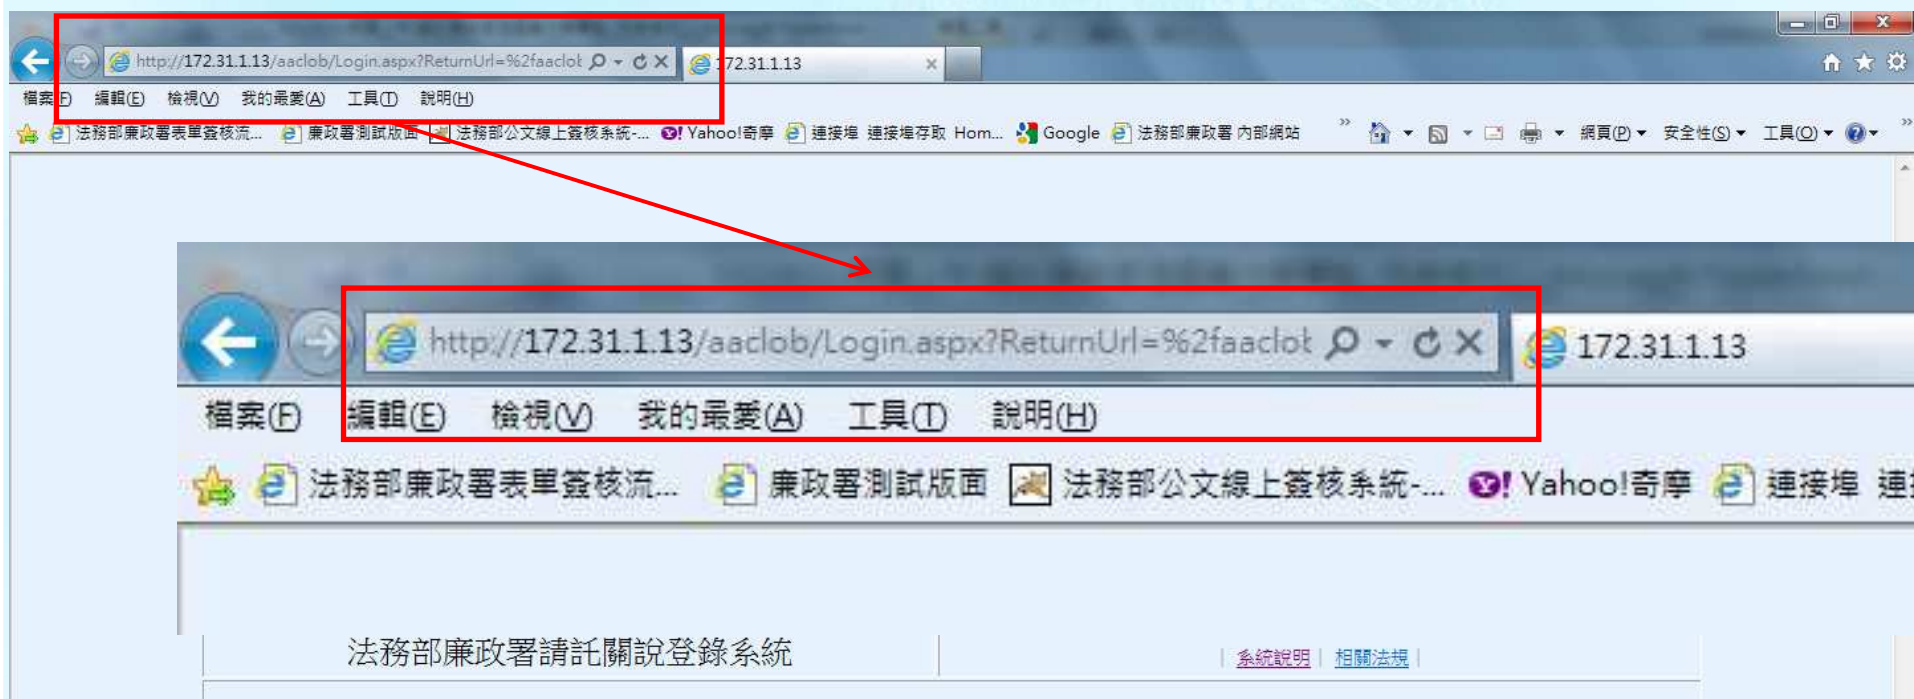 http://172.31.1.13/aaclob/Login.aspx?ReturnUrl=%2faaclob 172.31.1.13
檔案(F) 編輯(E) 檢視(V) 我的最愛(A) 工具(T) 說明(H)
法務部廉政署表單簽核流... 廉政署測試版面 法務部公文線上簽核系統-... Yahoo!奇摩 連接埠 連接埠存取 Hom... Google 法務部廉政署 內部網站 » 網頁(P) 安全性(S) 工具(O) »
http://172.31.1.13/aaclob/Login.aspx?ReturnUrl=%2faaclob 172.31.1.13
檔案(F) 編輯(E) 檢視(V) 我的最愛(A) 工具(T) 說明(H)
法務部廉政署表單簽核流... 廉政署測試版面 法務部公文線上簽核系統-... Yahoo!奇摩 連接埠 連
法務部廉政署請託關說登錄系統 | 系統說明 | 相關法規 |